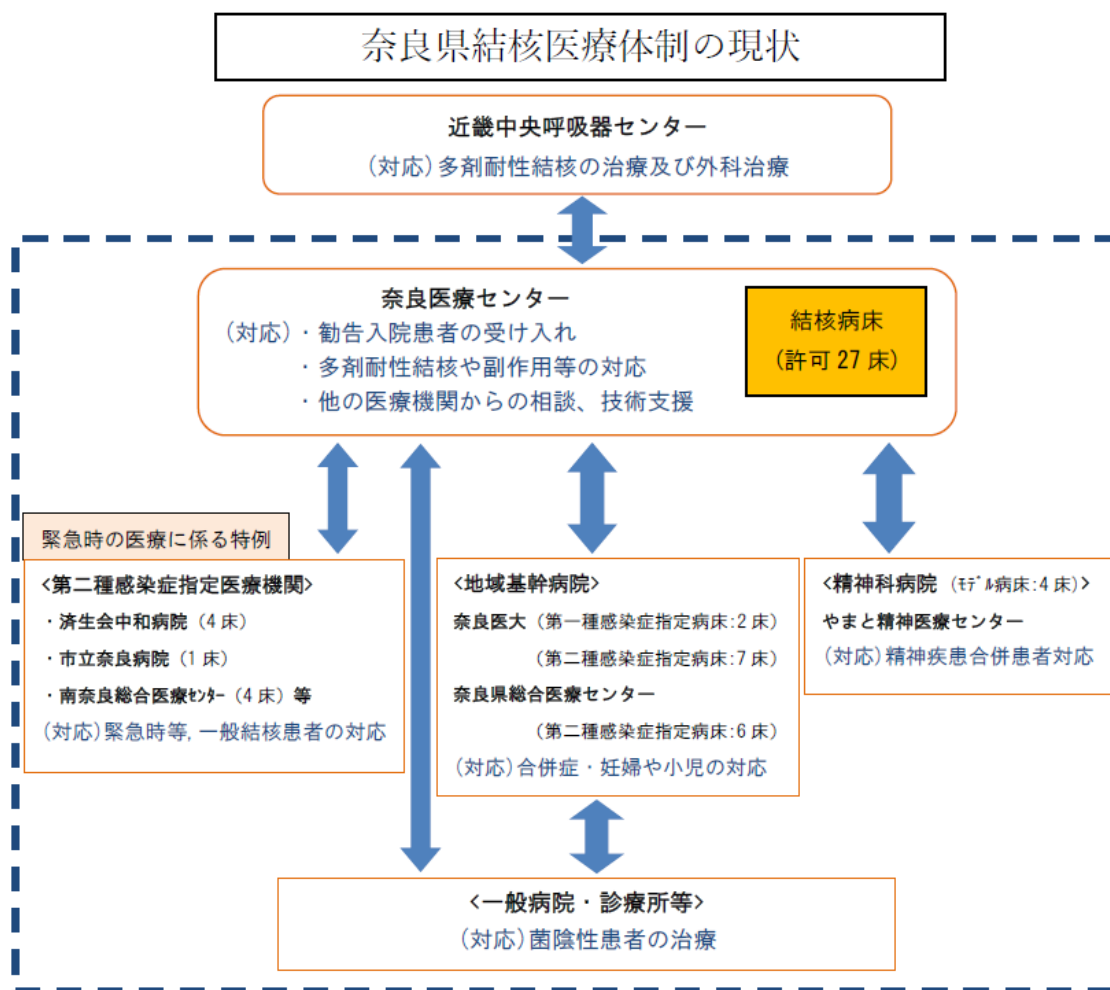 奈良県結核医療体制の現状
近畿中央呼吸器センター
(対応)多剤耐性結核の治療及び外科治療
奈良医療センター
(対応)・勧告入院患者の受け入れ
・多剤耐性結核や副作用等の対応
・他の医療機関からの相談、技術支援
結核病床
(許可27床)
緊急時の医療に係る特例
<第二種感染症指定医療機関>
・済生会中和病院(4床)
・市立奈良病院(1床)
・南奈良総合医療ｾﾝﾀｰ(4床)等
(対応)緊急時等,一般結核患者の対応
<地域基幹病院>
奈良医大(第一種感染症指定病床:2床)
(第二種感染症指定病床:7床)
奈良県総合医療センター
(第二種感染症指定病床:6床)
(対応)合併症・妊婦や小児の対応
<精神科病院(ﾓﾃﾞﾙ病床:4床)>
やまと精神医療センター
(対応)精神疾患合併患者対応
<一般病院・診療所等>
(対応)菌陰性患者の治療